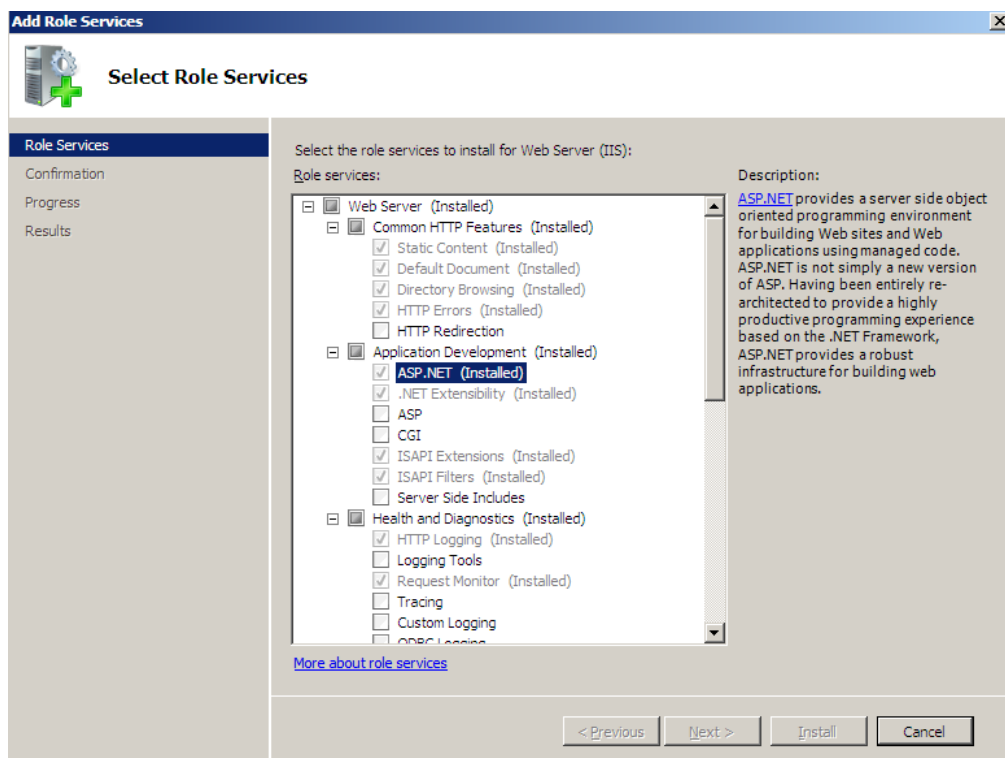 Add Role Services
Select Role Services
Role Services
Confirmation
Progress
Results
Select the role services to install for Web Server (IIS):
Role services:
Web Server (Installed)
Common HTTP Features (Installed)
Static Content (Installed)
Default Document (Installed)
Directory Browsing (Installed)
HTTP Errors (Installed)
HTTP Redirection
Application Development (Installed)
ASP.NET (Installed)
.NET Extensibility (Installed)
ASP
CGI
ISAPI Extensions (Installed)
ISAPI Filters (Installed)
Server Side Includes
Health and Diagnostics (Installed)
HTTP Logging (Installed)
Logging Tools
Request Monitor (Installed)
Tracing
Custom Logging
ODBC Logging
More about role services
Description:
ASP.NET provides a server side object
oriented programming environment
for building Web sites and Web
applications using managed code.
ASP.NET is not simply a new version
of ASP. Having been entirely re-
architected to provide a highly
productive programming experience
based on the .NET Framework,
ASP.NET provides a robust
infrastructure for building web
applications.
< Previous
Next >
Install
Cancel